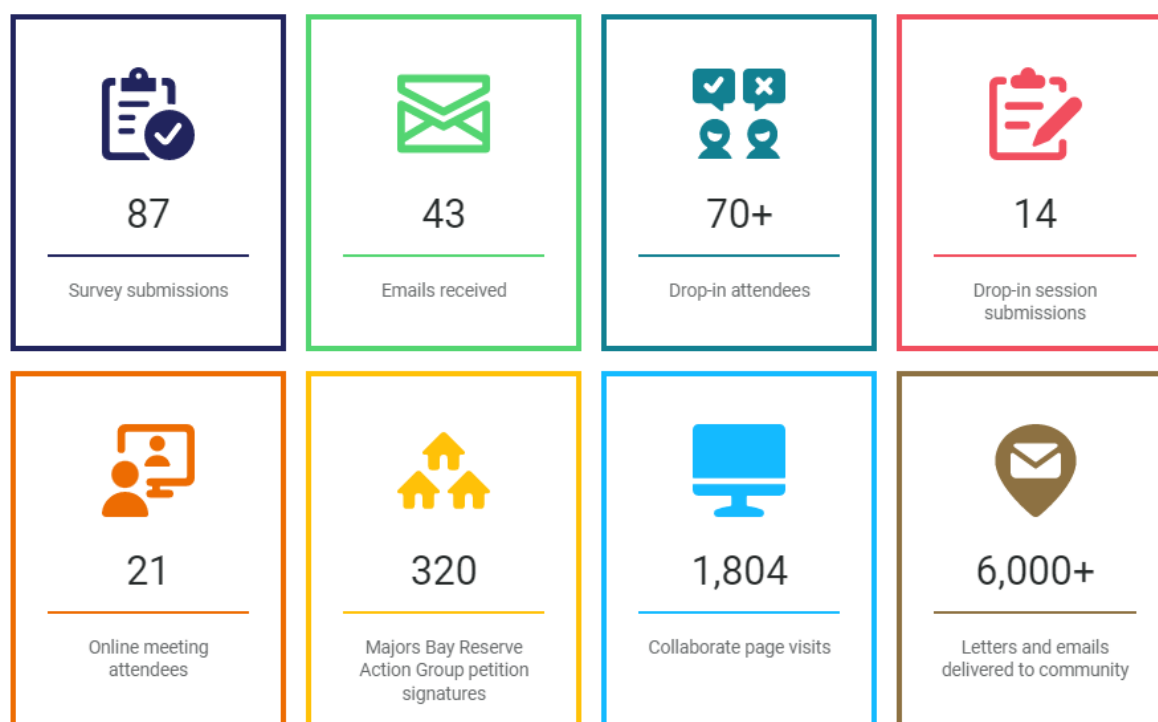 87
Survey submissions
43
Emails received
70+
Drop-in attendees
14
Drop-in session
submissions
21
Online meeting
attendees
320
Majors Bay Reserve
Action Group petition
signatures
1,804
Collaborate page visits
6,000+
Letters and emails
delivered to community